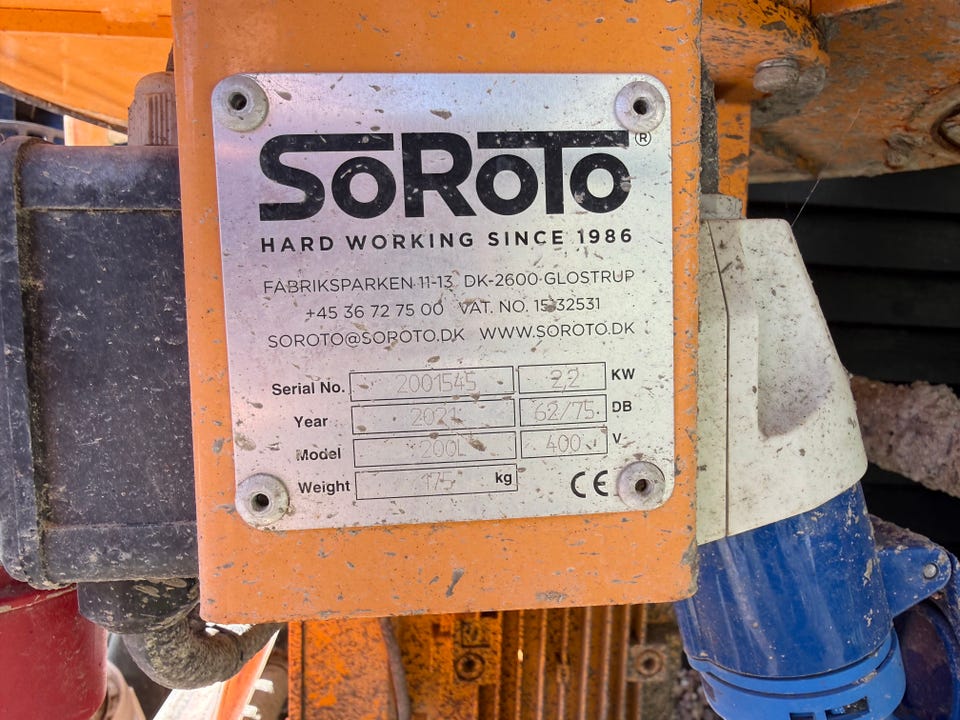 SoRoTo®
HARD WORKING SINCE 1986
FABRIKSPARKEN 11-13 DK-2600 GLOSTRUP
+45 36 72 75 00 VAT. NO.
SOROTO@SOROTO.DK WWW.SOROTO.DK
Serial No. 2001545 2,2 KW
Year 2021 62/75 DB
Model 200L 400 V
Weight 175 kg CE